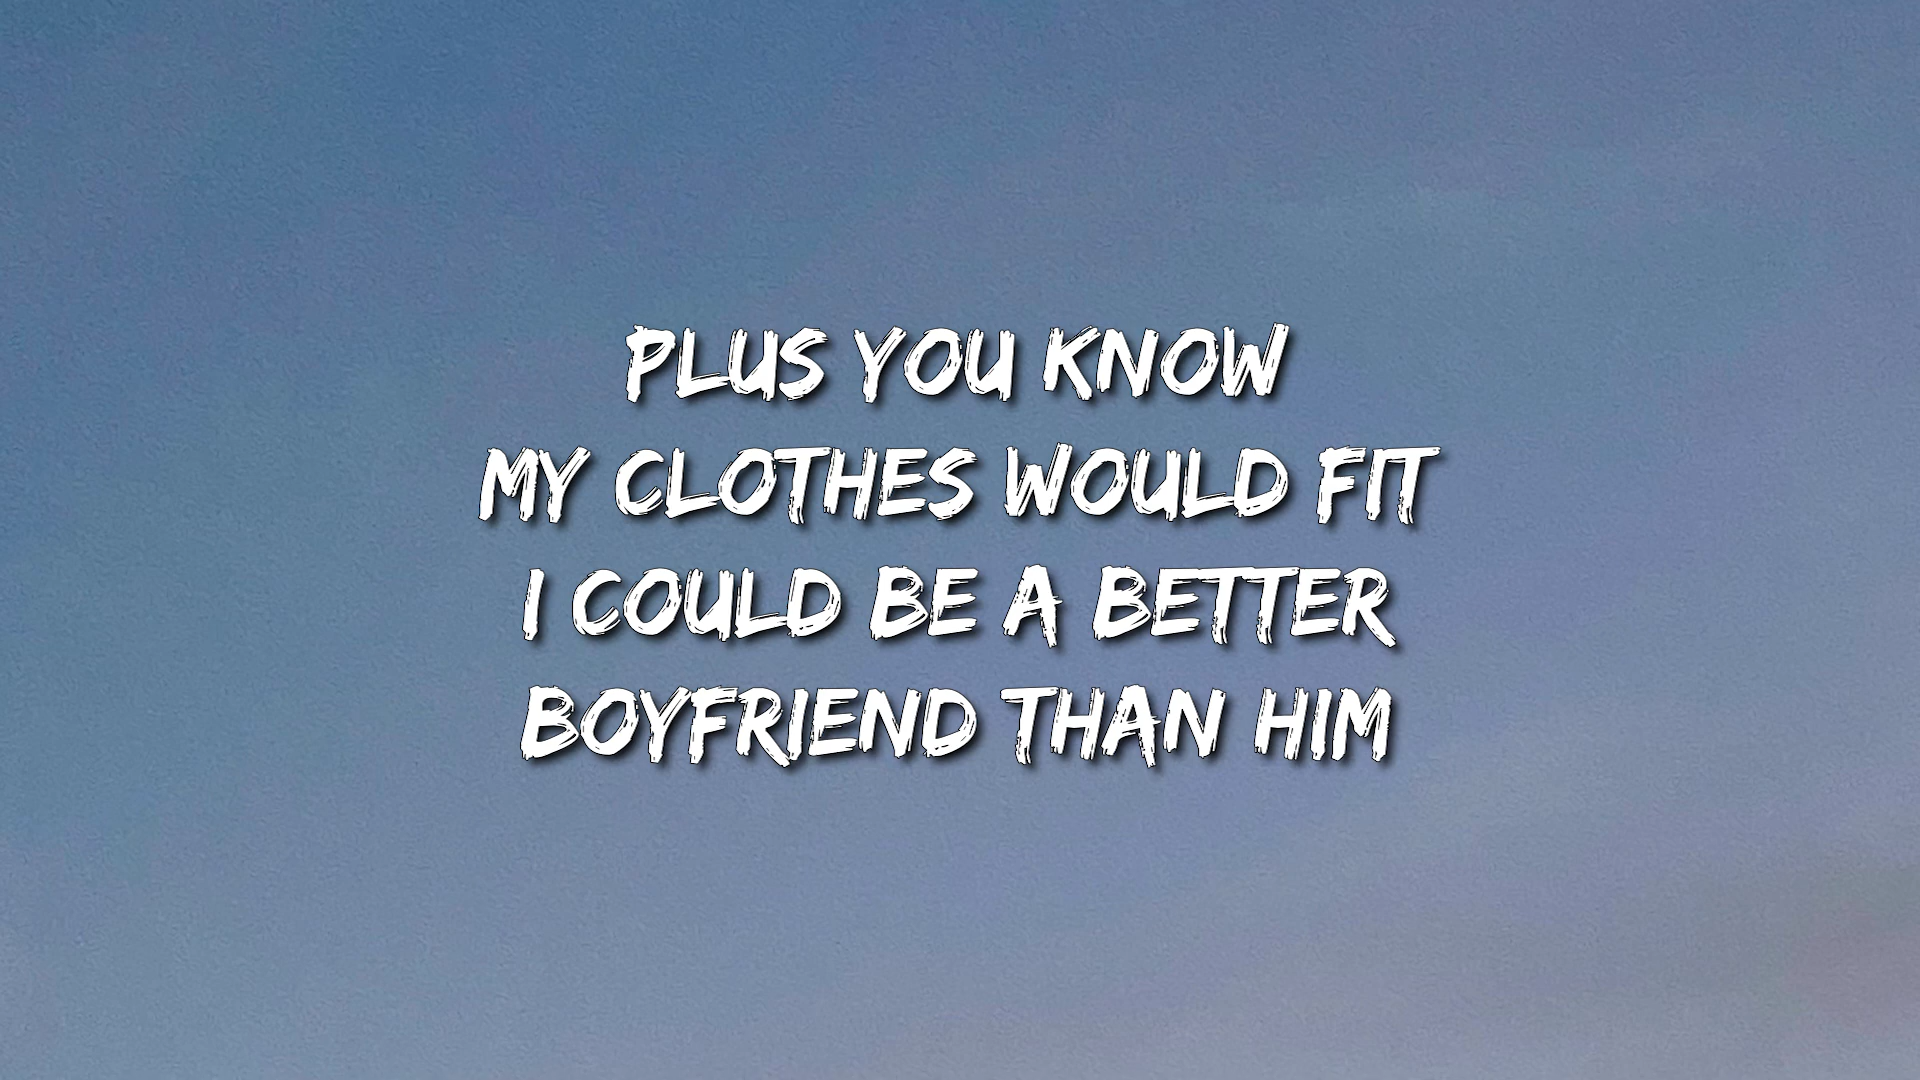 PLUS YOU KNOW
MY CLOTHES WOULD FIT
I COULD BE A BETTER
BOYFRIEND THAN HIM